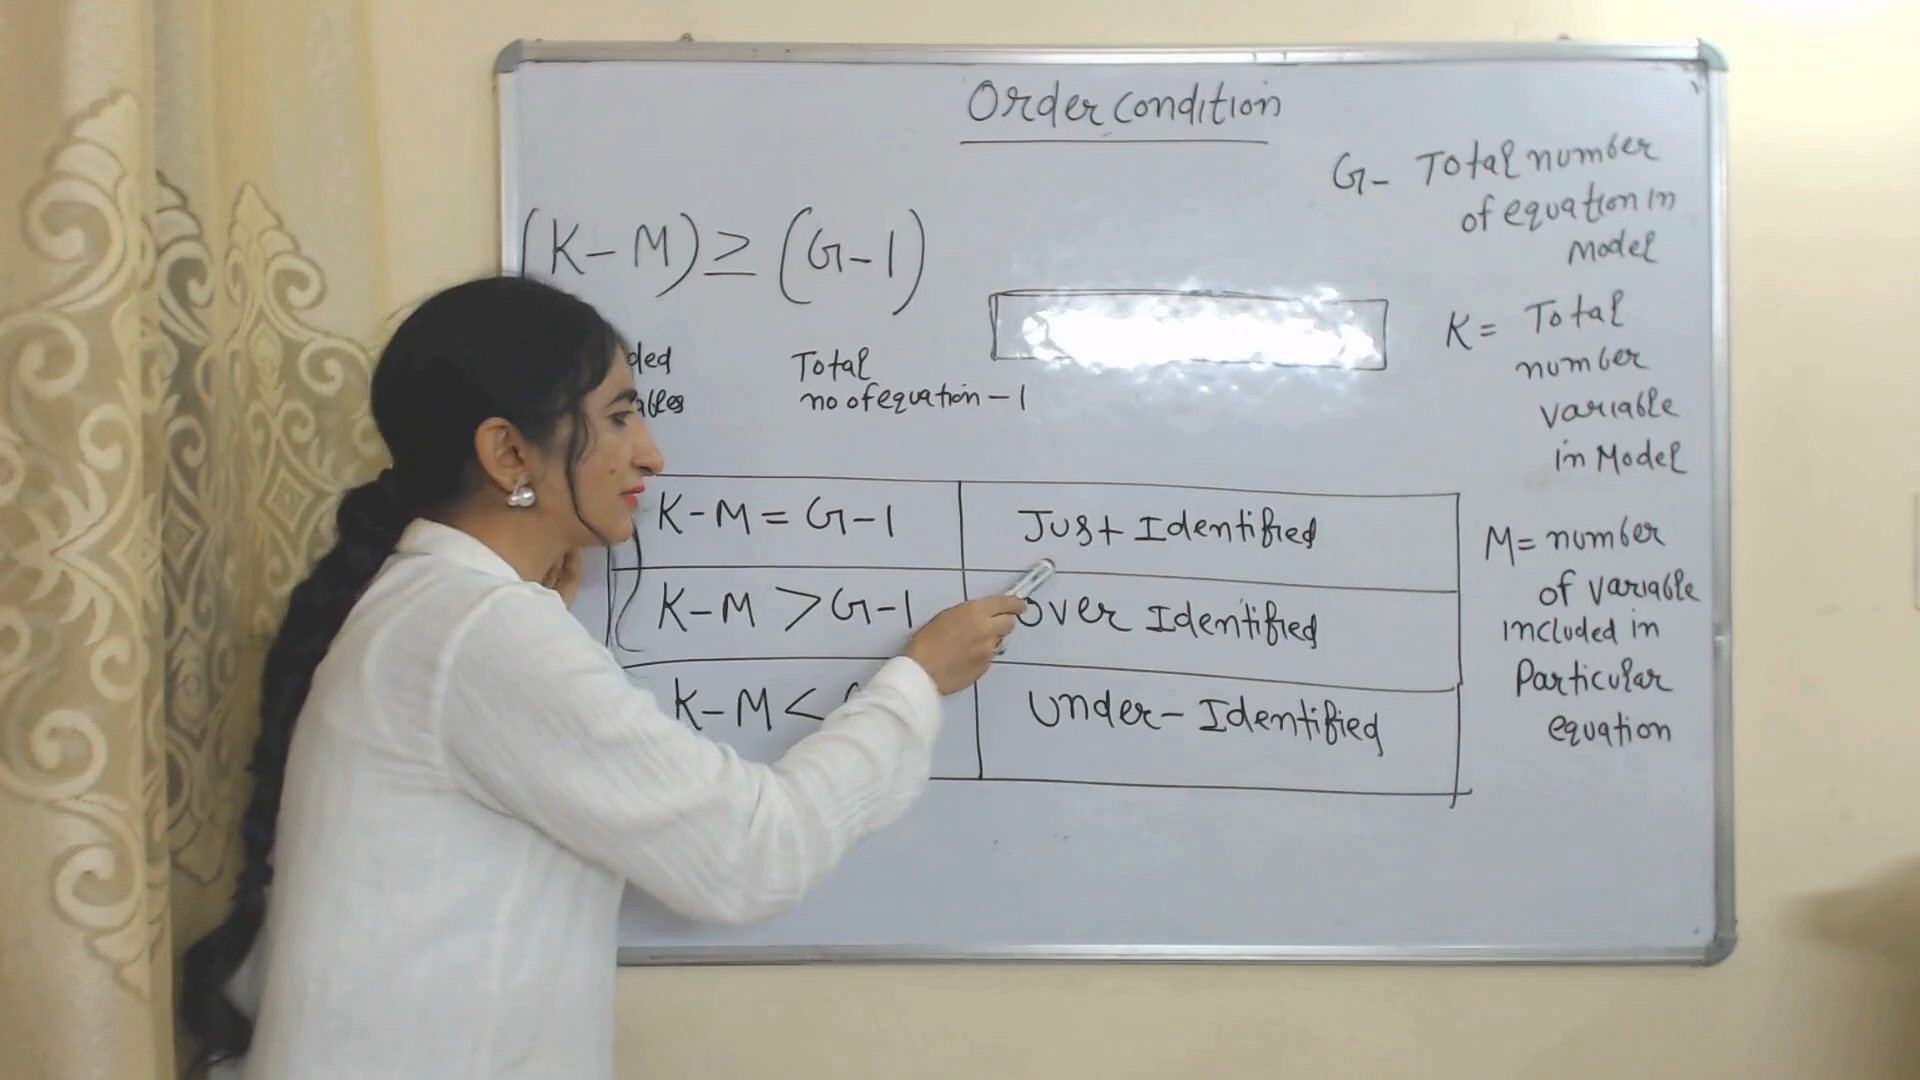 Order condition
(K-M) ≥ (G-1)
Total
no of equation - 1
K-M = G-1 Just Identified
K-M > G-1 Over Identified
K-M < Under-Identified
G- Total number
of equation in
Model
K = Total
number
variable
in Model
M = number
of variable
included in
Particular
equation